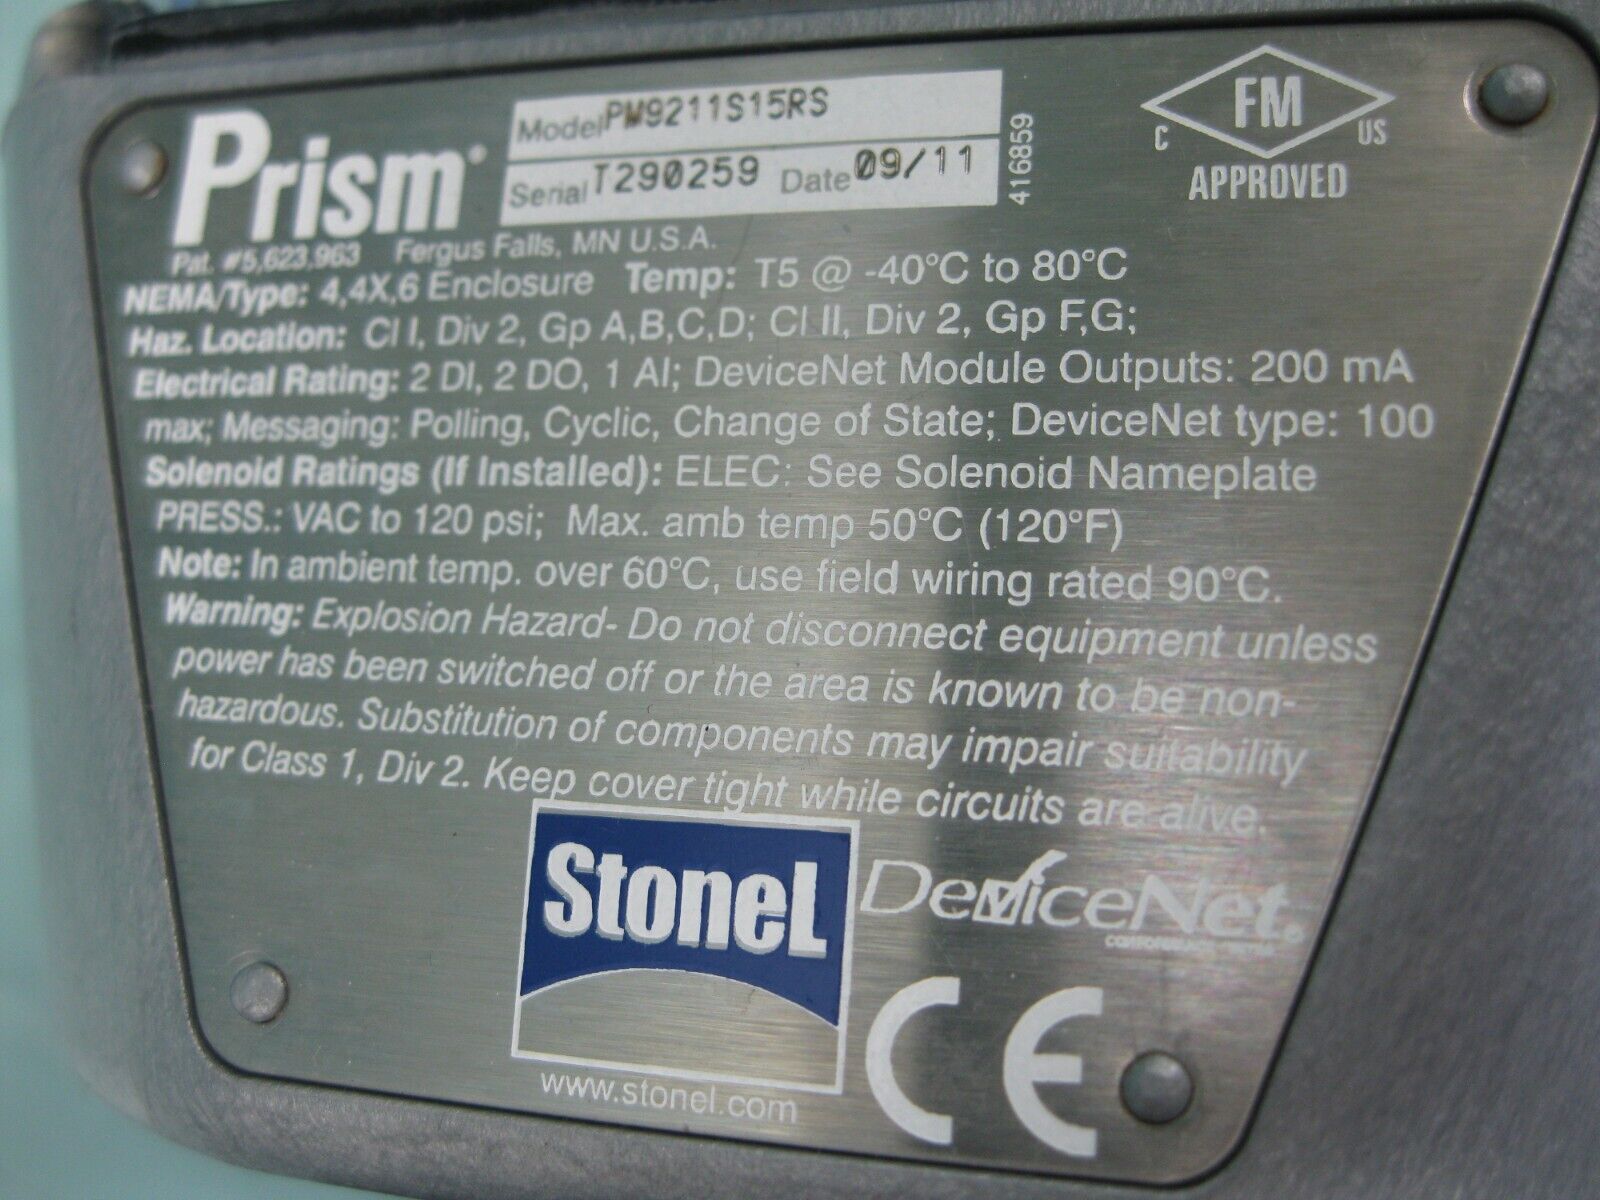 Prism
Model PM9211S15RS
Serial T290259 Date 09/11
416859
C FM US
APPROVED
Pat. #5,623,963 Fergus Falls, MN U.S.A.
NEMA/Type: 4,4X,6 Enclosure Temp: T5 @ -40°C to 80°C
Haz. Location: Cl I, Div 2, Gp A,B,C,D; Cl II, Div 2, Gp F,G;
Electrical Rating: 2 DI, 2 DO, 1 AI; DeviceNet Module Outputs: 200 mA
max; Messaging: Polling, Cyclic, Change of State; DeviceNet type: 100
Solenoid Ratings (If Installed): ELEC: See Solenoid Nameplate
PRESS.: VAC to 120 psi; Max. amb temp 50°C (120°F)
Note: In ambient temp. over 60°C, use field wiring rated 90°C.
Warning: Explosion Hazard- Do not disconnect equipment unless
power has been switched off or the area is known to be non-
hazardous. Substitution of components may impair suitability
for Class 1, Div 2. Keep cover tight while circuits are alive.
StoneL
DeviceNet.
CE
www.stonel.com